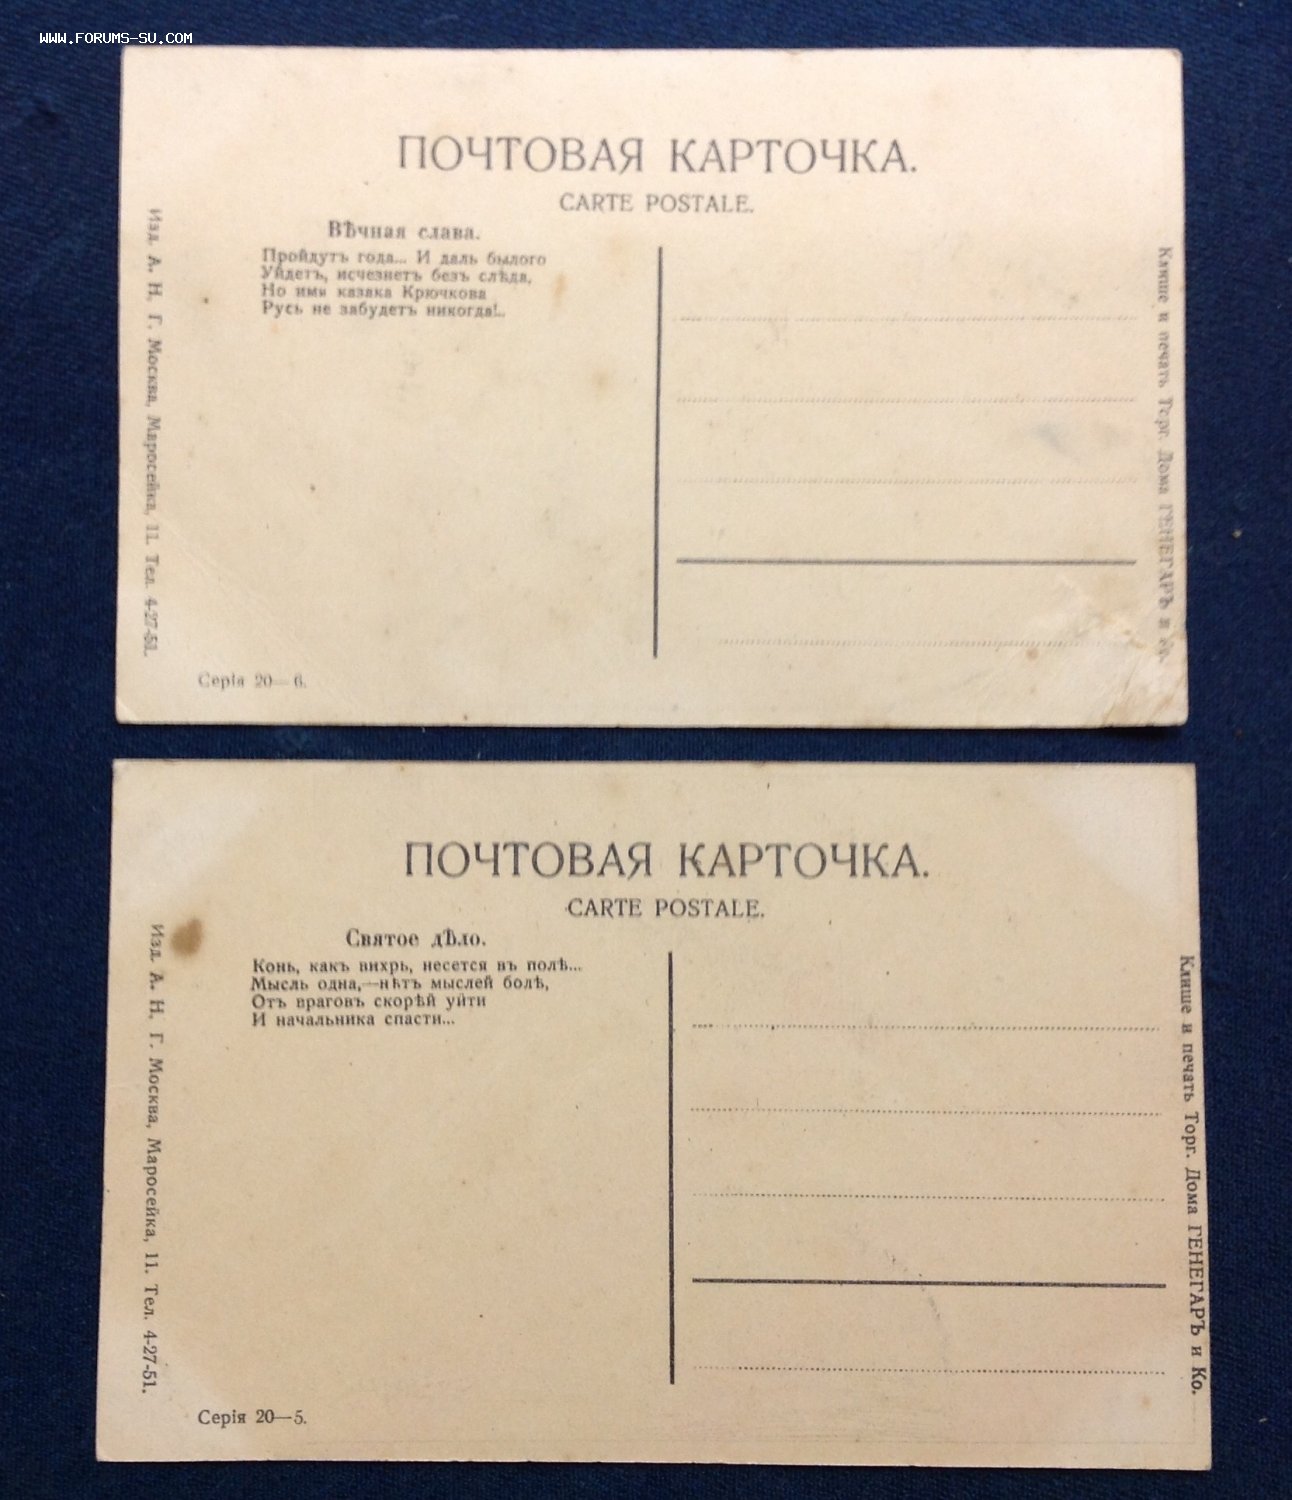 WWW.FORUMS-SU.COM
ПОЧТОВАЯ КАРТОЧКА.
CARTE POSTALE.
Вѣчная слава.
Пройдутъ года... И даль былого
Уйдетъ, исчезнетъ безъ слѣда,
Но имя казака Крючкова
Русь не забудетъ никогда!..
Изд. А. Н. Г. Москва, Маросейка, 11. Тел. 4-27-51.
Клише и печать Торг. Дома ГЕНЕГАРЪ и Ко.
Серія 20—6.
ПОЧТОВАЯ КАРТОЧКА.
CARTE POSTALE.
Святое дѣло.
Конь, какъ вихрь, несется въ полѣ...
Мысль одна,—нѣтъ мыслей болѣ,
Отъ враговъ скорѣй уйти
И начальника спасти...
Изд. А. Н. Г. Москва, Маросейка, 11. Тел. 4-27-51.
Клише и печать Торг. Дома ГЕНЕГАРЪ и Ко.
Серія 20—5.